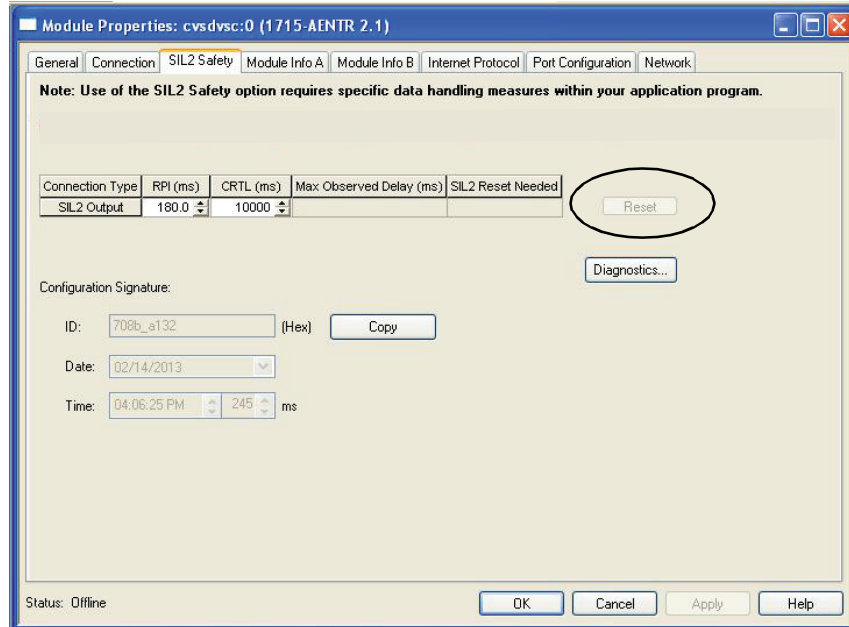 Module Properties: cvsdvsc:0 (1715-AENTR 2.1)
General Connection SIL2 Safety Module Info A Module Info B Internet Protocol Port Configuration Network
Note: Use of the SIL2 Safety option requires specific data handling measures within your application program.
Connection Type RPI (ms) CRTL (ms) Max Observed Delay (ms) SIL2 Reset Needed
SIL2 Output 180.0 10000 Reset
Diagnostics...
Configuration Signature:
ID: 708b_a132 (Hex) Copy
Date: 02/14/2013
Time: 04:06:25 PM 245 ms
Status: Offline OK Cancel Apply Help